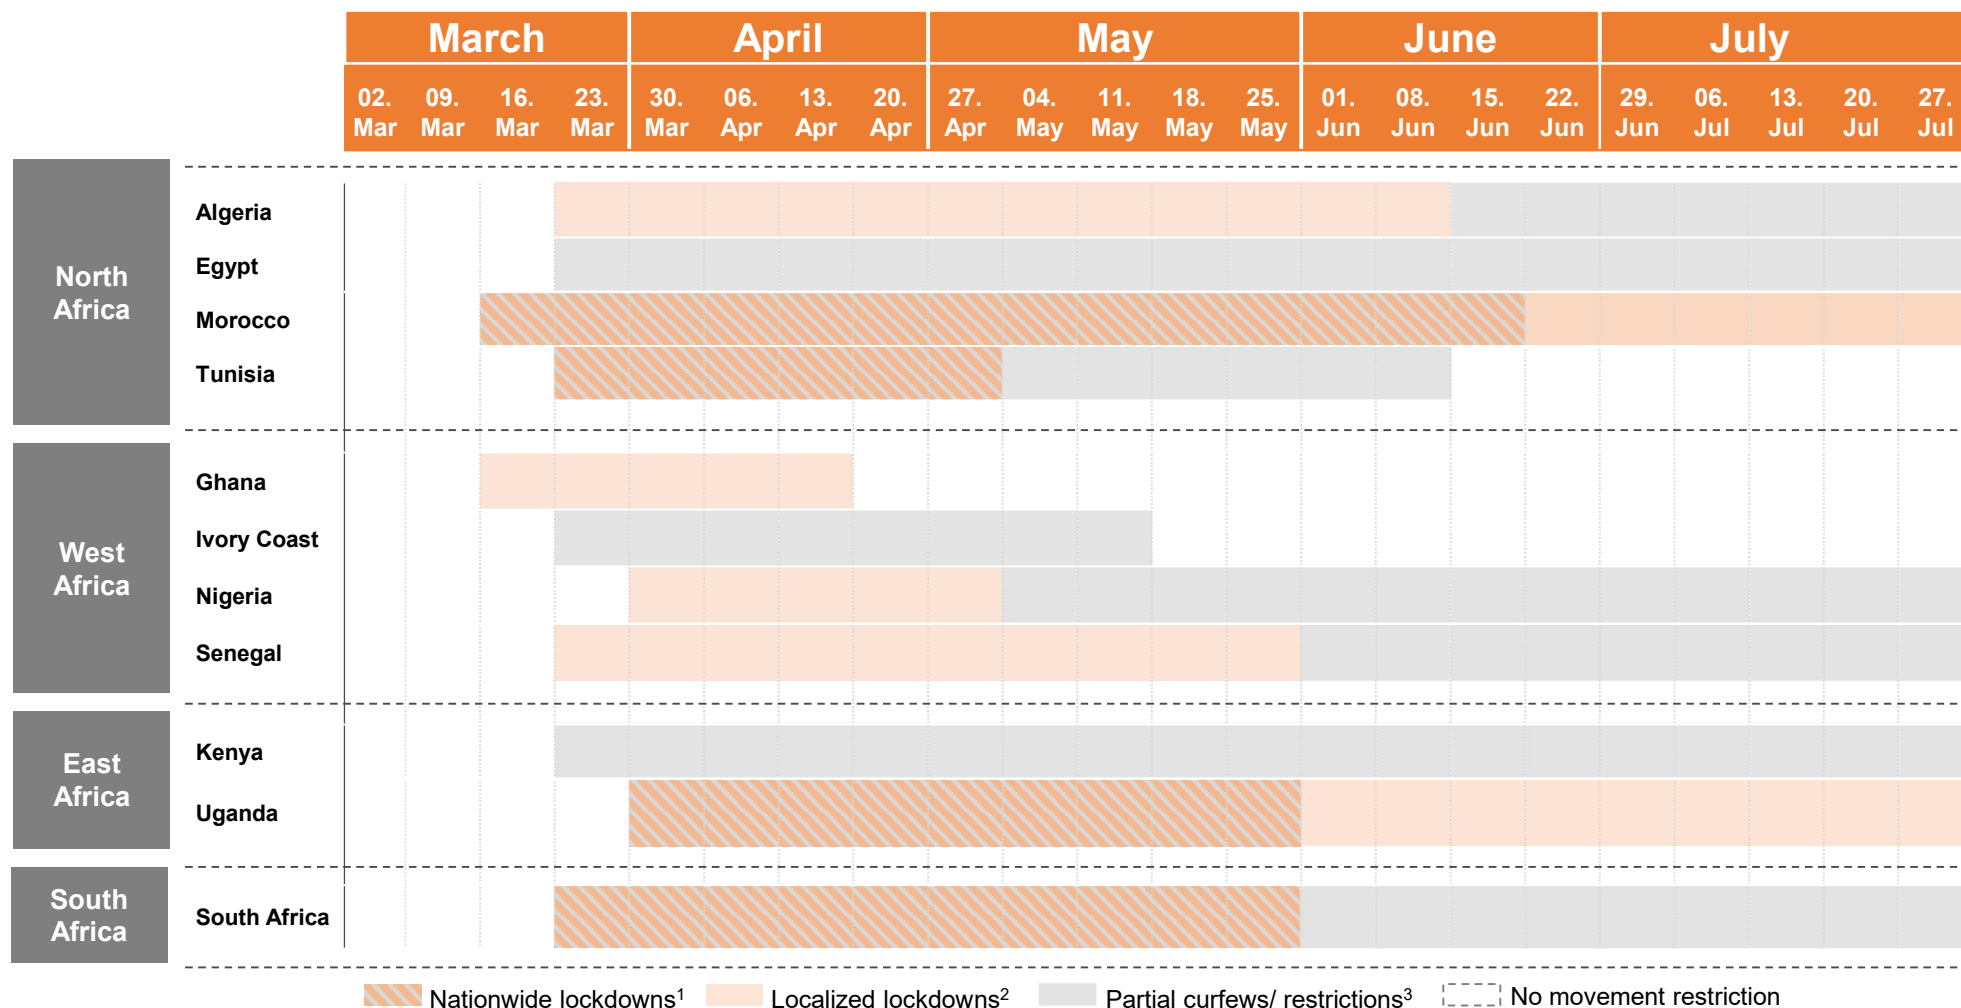 March April May June July
02. 09. 16. 23. 30. 06. 13. 20. 27. 04. 11. 18. 25. 01. 08. 15. 22. 29. 06. 13. 20. 27.
Mar Mar Mar Mar Mar Apr Apr Apr Apr May May May May Jun Jun Jun Jun Jun Jul Jul Jul Jul
North
Africa
Algeria
Egypt
Morocco
Tunisia
West
Africa
Ghana
Ivory Coast
Nigeria
Senegal
East
Africa
Kenya
Uganda
South
Africa
South Africa
Nationwide lockdowns¹ Localized lockdowns² Partial curfews/ restrictions³ No movement restriction